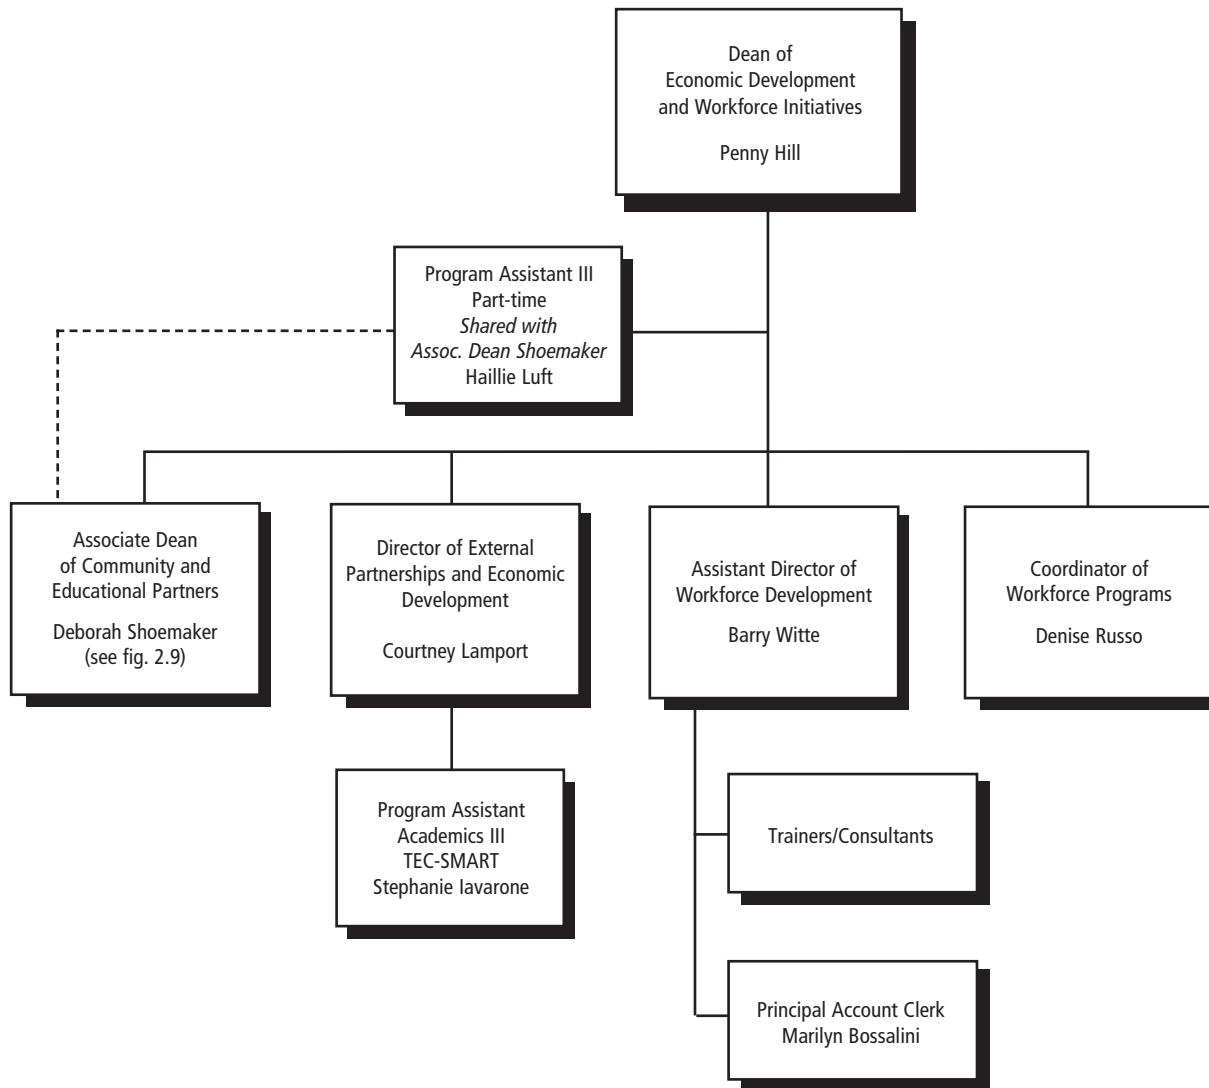 Dean of
Economic Development
and Workforce Initiatives
Penny Hill
Program Assistant III
Part-time
Shared with
Assoc. Dean Shoemaker
Haillie Luft
Associate Dean
of Community and
Educational Partners
Deborah Shoemaker
(see fig. 2.9)
Director of External
Partnerships and Economic
Development
Courtney Lamport
Assistant Director of
Workforce Development
Barry Witte
Coordinator of
Workforce Programs
Denise Russo
Program Assistant
Academics III
TEC-SMART
Stephanie Iavarone
Trainers/Consultants
Principal Account Clerk
Marilyn Bossalini